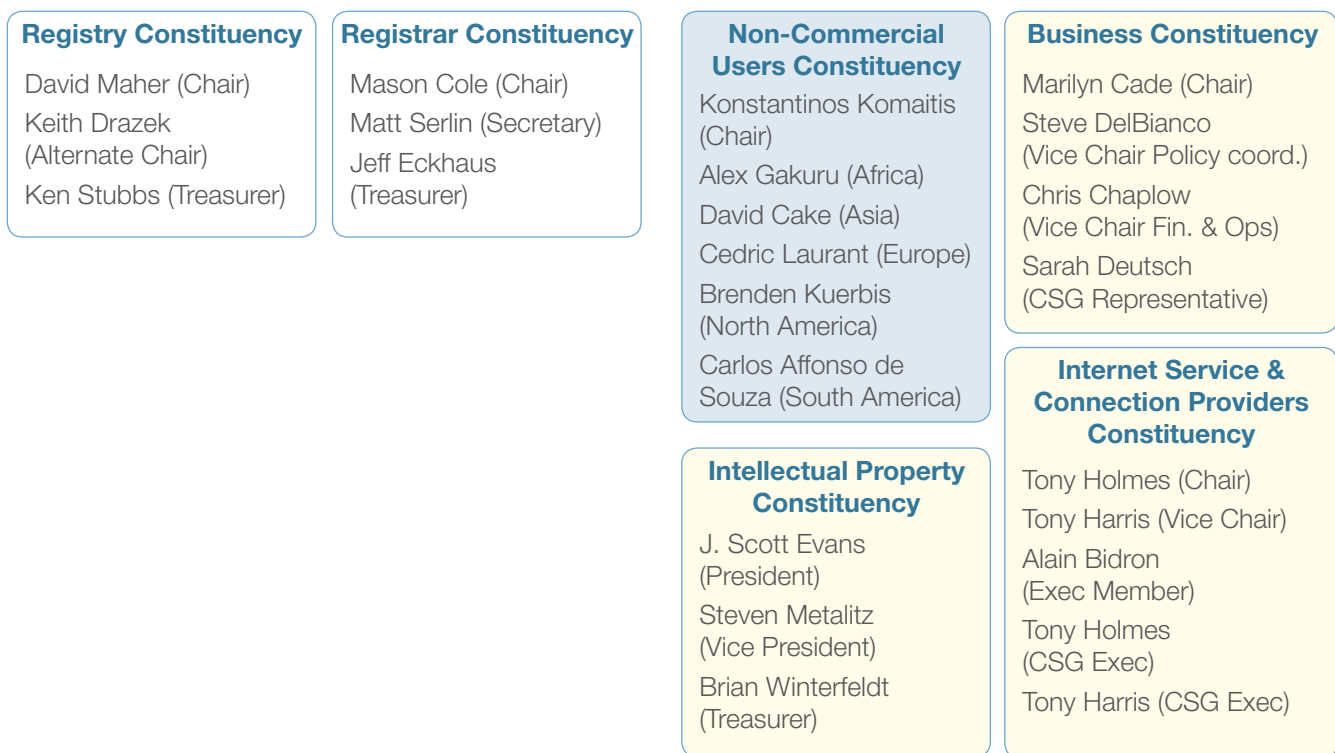 Registry Constituency
David Maher (Chair)
Keith Drazek
(Alternate Chair)
Ken Stubbs (Treasurer)
Registrar Constituency
Mason Cole (Chair)
Matt Serlin (Secretary)
Jeff Eckhaus
(Treasurer)
Non-Commercial
Users Constituency
Konstantinos Komaitis
(Chair)
Alex Gakuru (Africa)
David Cake (Asia)
Cedric Laurant (Europe)
Brenden Kuerbis
(North America)
Carlos Affonso de
Souza (South America)
Business Constituency
Marilyn Cade (Chair)
Steve DelBianco
(Vice Chair Policy coord.)
Chris Chaplow
(Vice Chair Fin. & Ops)
Sarah Deutsch
(CSG Representative)
Intellectual Property
Constituency
J. Scott Evans
(President)
Steven Metalitz
(Vice President)
Brian Winterfeldt
(Treasurer)
Internet Service &
Connection Providers
Constituency
Tony Holmes (Chair)
Tony Harris (Vice Chair)
Alain Bidron
(Exec Member)
Tony Holmes
(CSG Exec)
Tony Harris (CSG Exec)